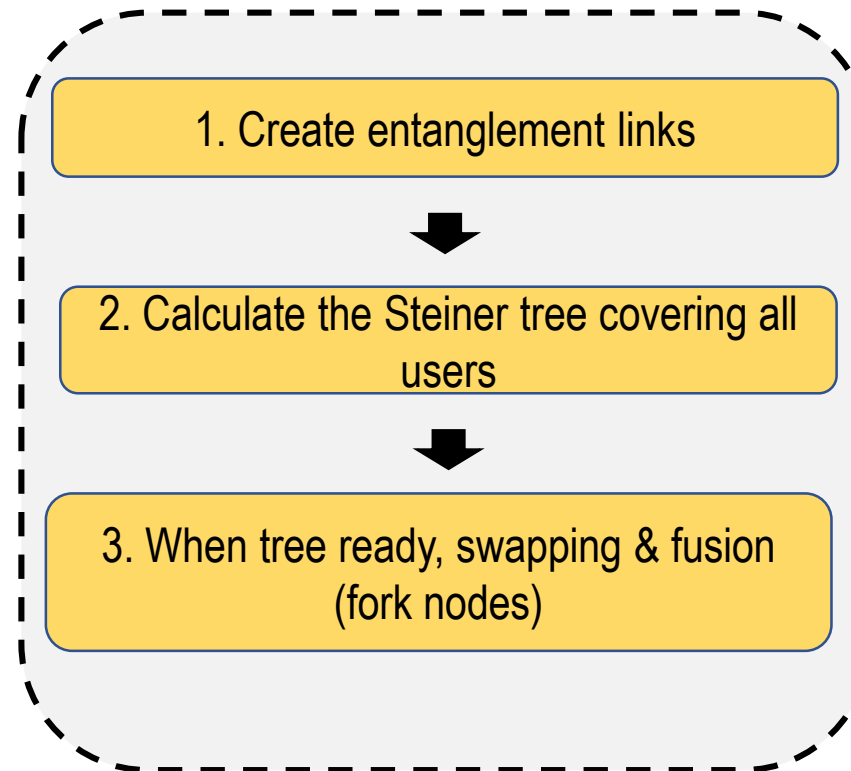 1. Create entanglement links
2. Calculate the Steiner tree covering all
users
3. When tree ready, swapping & fusion
(fork nodes)